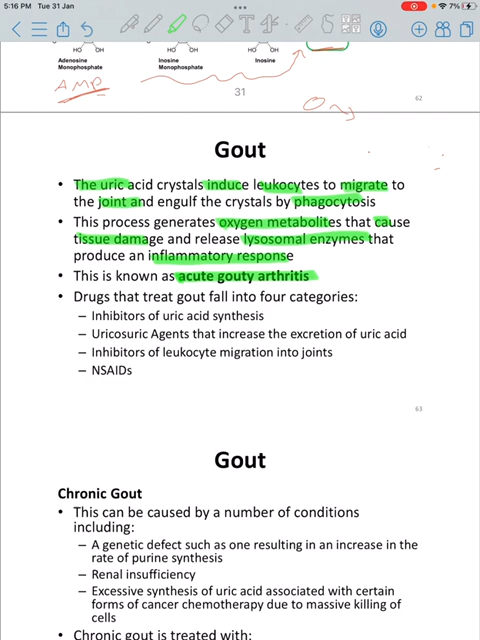 5:16 PM Tue 31 Jan
7%
HO OH
HO OH
HO OH
Adenosine
Monophosphate
Inosine
Monophosphate
Inosine
AMP
31
62
Gout
• The uric acid crystals induce leukocytes to migrate to
the joint and engulf the crystals by phagocytosis
• This process generates oxygen metabolites that cause
tissue damage and release lysosomal enzymes that
produce an inflammatory response
• This is known as acute gouty arthritis
• Drugs that treat gout fall into four categories:
– Inhibitors of uric acid synthesis
– Uricosuric Agents that increase the excretion of uric acid
– Inhibitors of leukocyte migration into joints
– NSAIDs
63
Gout
Chronic Gout
• This can be caused by a number of conditions
including:
– A genetic defect such as one resulting in an increase in the
rate of purine synthesis
– Renal insufficiency
– Excessive synthesis of uric acid associated with certain
forms of cancer chemotherapy due to massive killing of
cells
• Chronic gout is treated with: